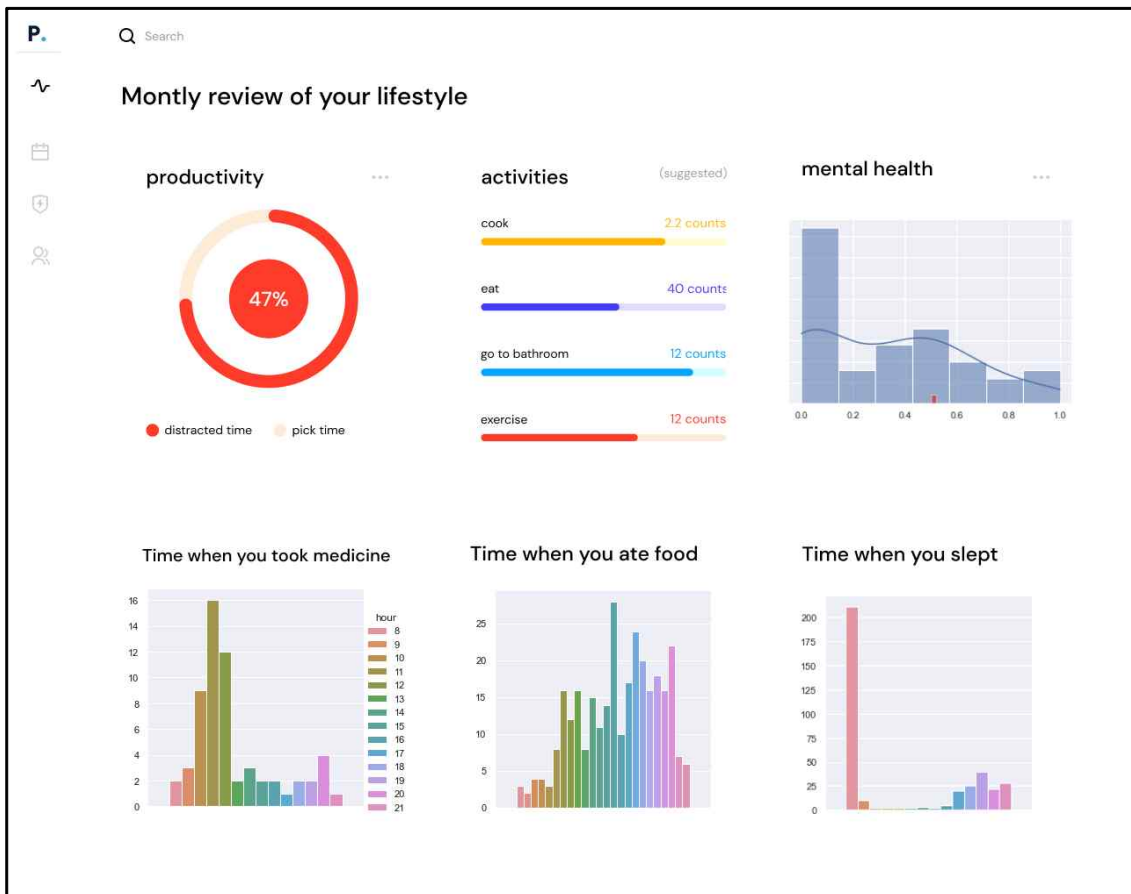 P.
Search
Montly review of your lifestyle
productivity
47%
distracted time
pick time
activities
(suggested)
cook
2.2 counts
eat
40 counts
go to bathroom
12 counts
exercise
12 counts
mental health
0.0 0.2 0.4 0.6 0.8 1.0
Time when you took medicine
16
14
12
10
8
6
4
2
0
hour
8
9
10
11
12
13
14
15
16
17
18
19
20
21
Time when you ate food
25
20
15
10
5
0
Time when you slept
200
175
150
125
100
75
50
25
0